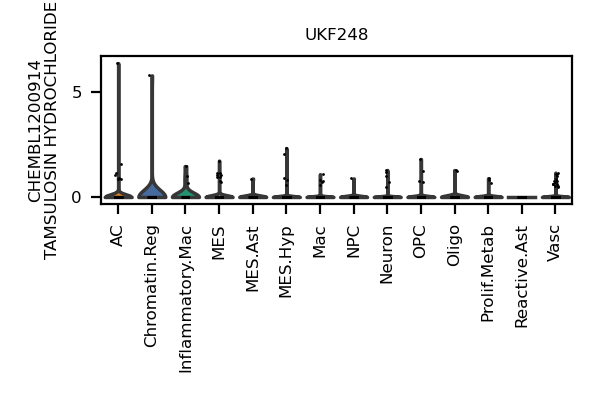 UKF248
CHEMBL1200914
TAMSULOSIN HYDROCHLORIDE
5
0
AC
Chromatin.Reg
Inflammatory.Mac
MES
MES.Ast
MES.Hyp
Mac
NPC
Neuron
OPC
Oligo
Prolif.Metab
Reactive.Ast
Vasc